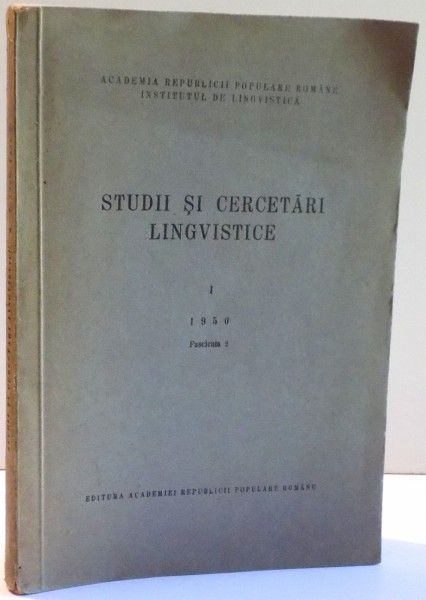 ACADEMIA REPUBLICII POPULARE ROMÂNE
INSTITUTUL DE LINGVISTICĂ
STUDII ȘI CERCETĂRI
LINGVISTICE
I
1950
Fascicula 2
EDITURA ACADEMIEI REPUBLICII POPULARE ROMÂNE